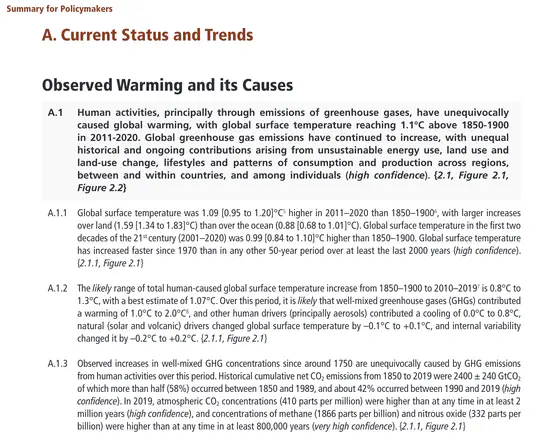 Summary for Policymakers
A. Current Status and Trends
Observed Warming and its Causes
A.1 Human activities, principally through emissions of greenhouse gases, have unequivocally
caused global warming, with global surface temperature reaching 1.1°C above 1850-1900
in 2011-2020. Global greenhouse gas emissions have continued to increase, with unequal
historical and ongoing contributions arising from unsustainable energy use, land use and
land-use change, lifestyles and patterns of consumption and production across regions,
between and within countries, and among individuals (high confidence). {2.1, Figure 2.1,
Figure 2.2}
A.1.1 Global surface temperature was 1.09 [0.95 to 1.20]°C⁵ higher in 2011–2020 than 1850–1900⁶, with larger increases
over land (1.59 [1.34 to 1.83]°C) than over the ocean (0.88 [0.68 to 1.01]°C). Global surface temperature in the first two
decades of the 21st century (2001–2020) was 0.99 [0.84 to 1.10]°C higher than 1850–1900. Global surface temperature
has increased faster since 1970 than in any other 50-year period over at least the last 2000 years (high confidence).
{2.1.1, Figure 2.1}
A.1.2 The likely range of total human-caused global surface temperature increase from 1850–1900 to 2010–2019⁷ is 0.8°C to
1.3°C, with a best estimate of 1.07°C. Over this period, it is likely that well-mixed greenhouse gases (GHGs) contributed
a warming of 1.0°C to 2.0°C⁸, and other human drivers (principally aerosols) contributed a cooling of 0.0°C to 0.8°C,
natural (solar and volcanic) drivers changed global surface temperature by –0.1°C to +0.1°C, and internal variability
changed it by –0.2°C to +0.2°C. {2.1.1, Figure 2.1}
A.1.3 Observed increases in well-mixed GHG concentrations since around 1750 are unequivocally caused by GHG emissions
from human activities over this period. Historical cumulative net CO₂ emissions from 1850 to 2019 were 2400 ± 240 GtCO₂
of which more than half (58%) occurred between 1850 and 1989, and about 42% occurred between 1990 and 2019 (high
confidence). In 2019, atmospheric CO₂ concentrations (410 parts per million) were higher than at any time in at least 2
million years (high confidence), and concentrations of methane (1866 parts per billion) and nitrous oxide (332 parts per
billion) were higher than at any time in at least 800,000 years (very high confidence). {2.1.1, Figure 2.1}